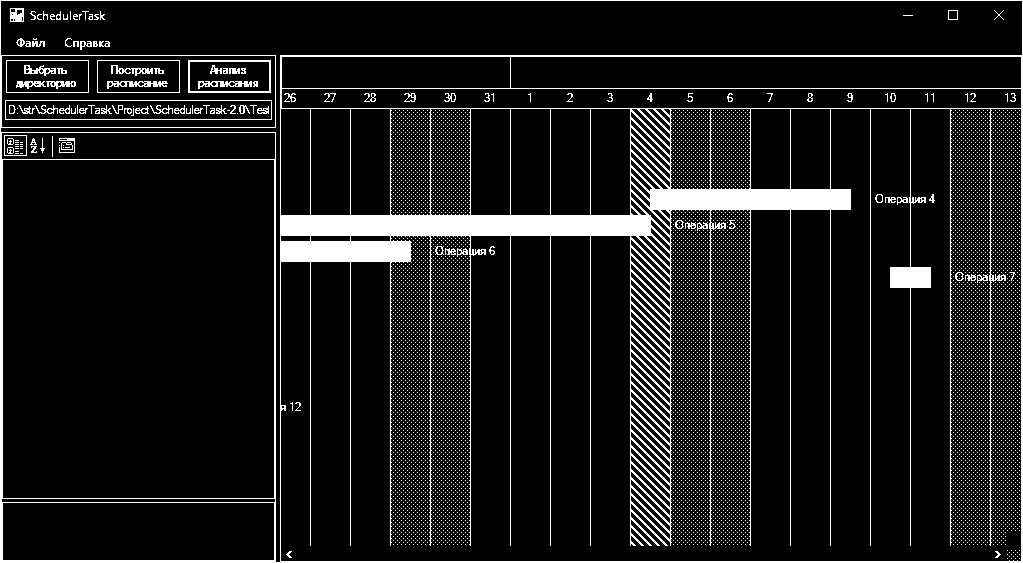 SchedulerTask
Файл Справка
Выбрать директорию
Построить расписание
Анализ расписания
D:\str\SchedulerTask\Project\SchedulerTask-2.0\Test
26 27 28 29 30 31 1 2 3 4 5 6 7 8 9 10 11 12 13
Операция 4
Операция 5
Операция 6
Операция 7
я 12